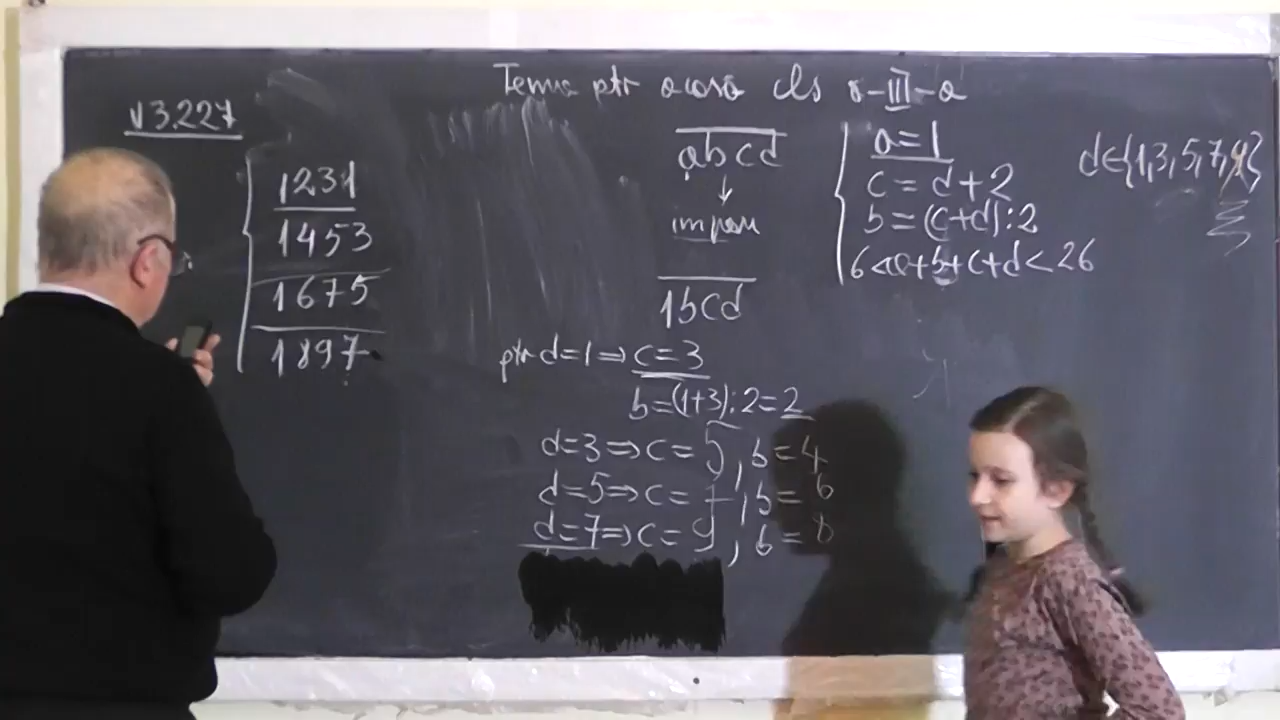 Tema ptr acasă cls a-III-a
V3.227
1231
1453
1675
1897
abcd
↓
impar
1bcd
a=1
c=d+2
b=(c+d):2
6<a+b+c+d<26
d∈{1,3,5,7,9}
ptr d=1⇒c=3
b=(1+3):2=2
d=3⇒c=5,b=4
d=5⇒c=7,b=6
d=7⇒c=9,b=8